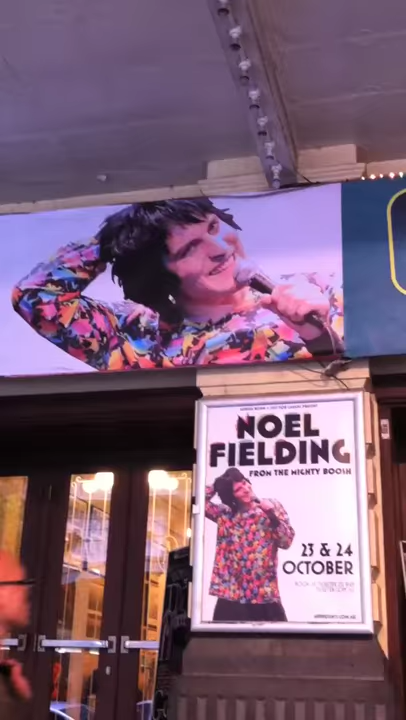 NOEL
FIELDING
FROM THE MIGHTY BOOSH
23 & 24
OCTOBER